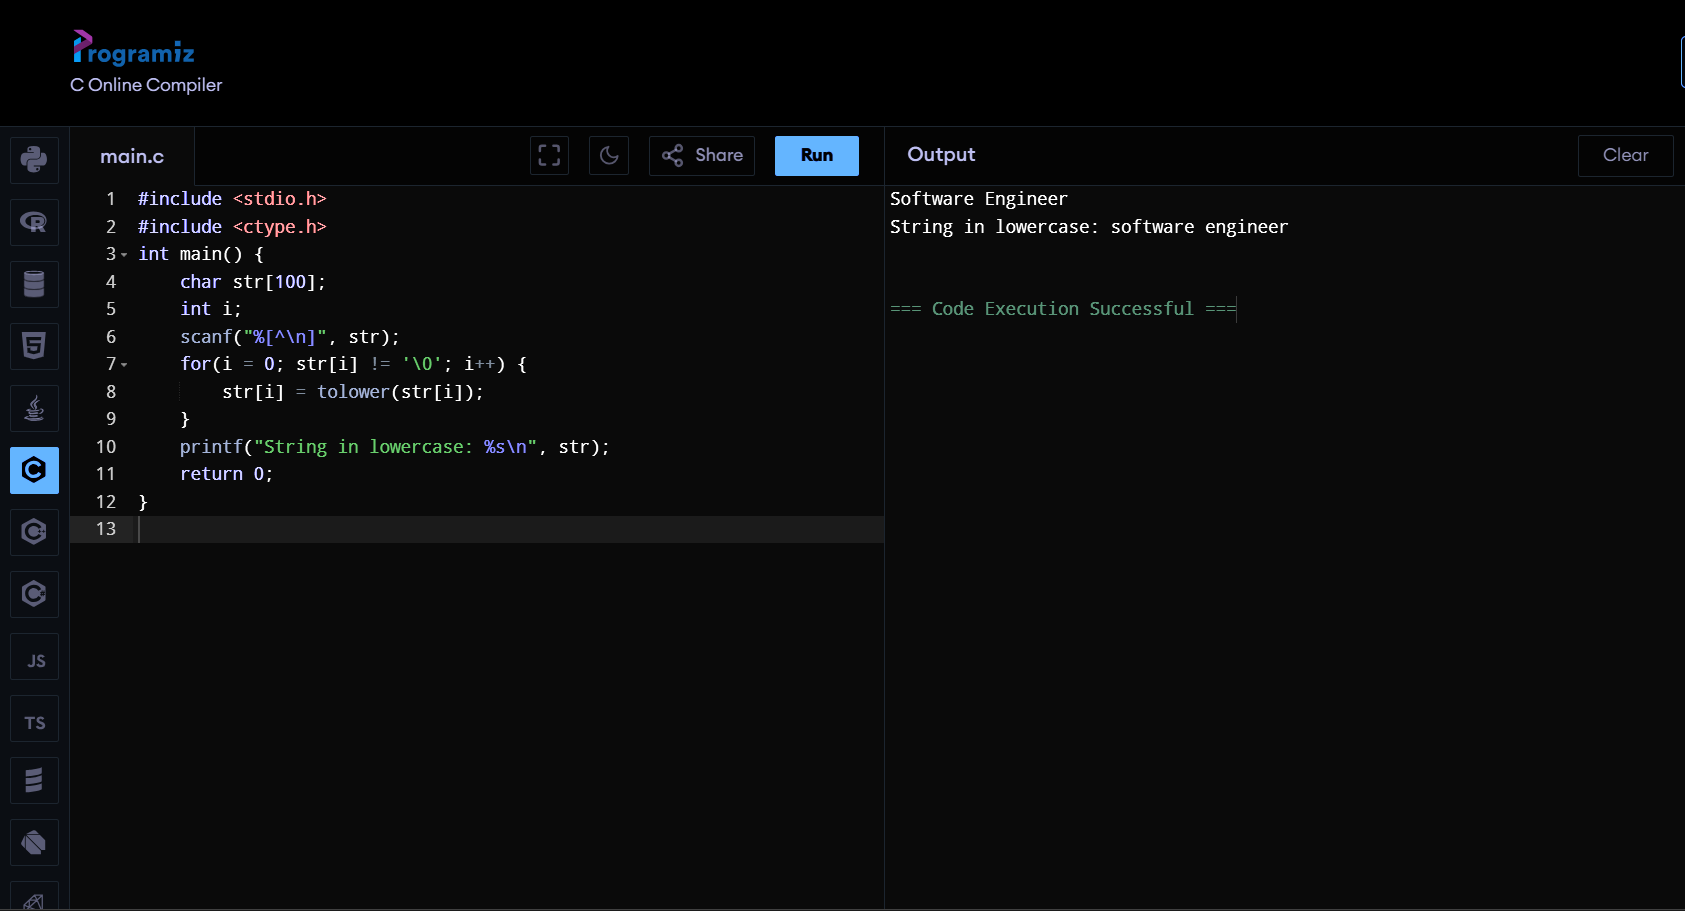 Programiz
C Online Compiler
main.c
Share
Run
Output
Clear
1 #include <stdio.h>
2 #include <ctype.h>
3 int main() {
4     char str[100];
5     int i;
6     scanf("%[^\n]", str);
7     for(i = 0; str[i] != '\0'; i++) {
8         str[i] = tolower(str[i]);
9     }
10     printf("String in lowercase: %s\n", str);
11     return 0;
12 }
13
Software Engineer
String in lowercase: software engineer
=== Code Execution Successful ===
R
5
C
C
C
JS
TS